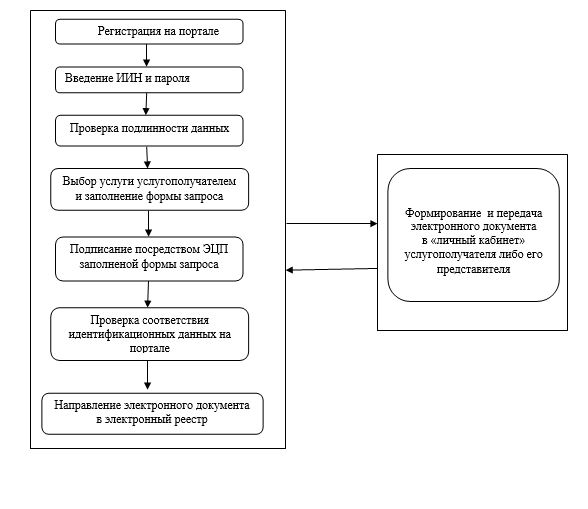 Регистрация на портале
Введение ИИН и пароля
Проверка подлинности данных
Выбор услуги услугополучателем
и заполнение формы запроса
Подписание посредством ЭЦП
заполненой формы запроса
Проверка соответствия
идентификационных данных на
портале
Направление электронного документа
в электронный реестр
Формирование и передача
электронного документа
в «личный кабинет»
услугополучателя либо его
представителя